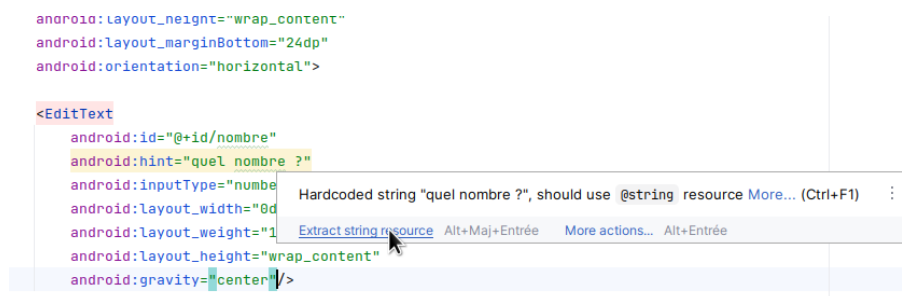 android:layout_height="wrap_content"
android:layout_marginBottom="24dp"
android:orientation="horizontal">
<EditText
android:id="@+id/nombre"
android:hint="quel nombre ?"
android:inputType="numbe
Hardcoded string "quel nombre ?", should use @string resource More... (Ctrl+F1)
android:layout_width="0d
android:layout_weight="1
Extract string resource Alt+Maj+Entrée More actions... Alt+Entrée
android:layout_height="wrap_content"
android:gravity="center"/>